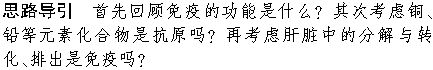 思路导引 首先回顾免疫的功能是什么?其次考虑铜、
铅等元素化合物是抗原吗?再考虑肝脏中的分解与转
化、排出是免疫吗?